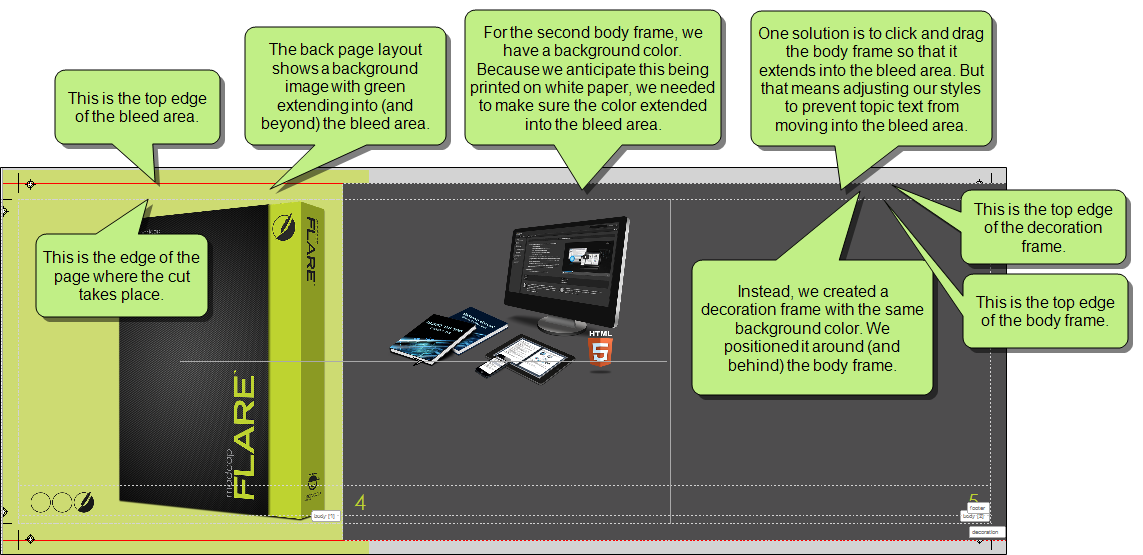 This is the top edge
of the bleed area.
The back page layout
shows a background
image with green
extending into (and
beyond) the bleed area.
For the second body frame, we
have a background color.
Because we anticipate this being
printed on white paper, we needed
to make sure the color extended
into the bleed area.
One solution is to click and drag
the body frame so that it
extends into the bleed area. But
that means adjusting our styles
to prevent topic text from
moving into the bleed area.
This is the edge of the
page where the cut
takes place.
This is the top edge
of the decoration
frame.
Instead, we created a
decoration frame with the same
background color. We
positioned it around (and
behind) the body frame.
This is the top edge
of the body frame.
FLARE
HTML
5
madcap
FLARE
4
5
body (1)
footer
body (2)
decoration